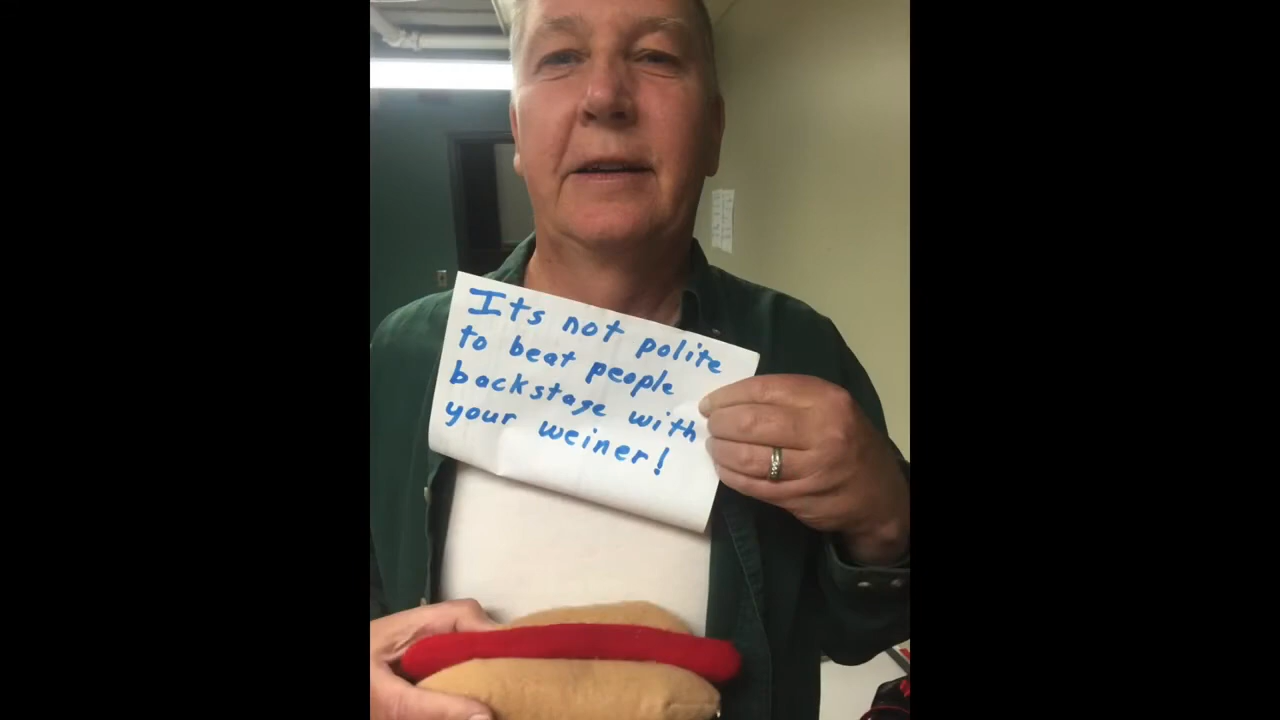 Its not polite
to beat people
backstage with
your weiner!